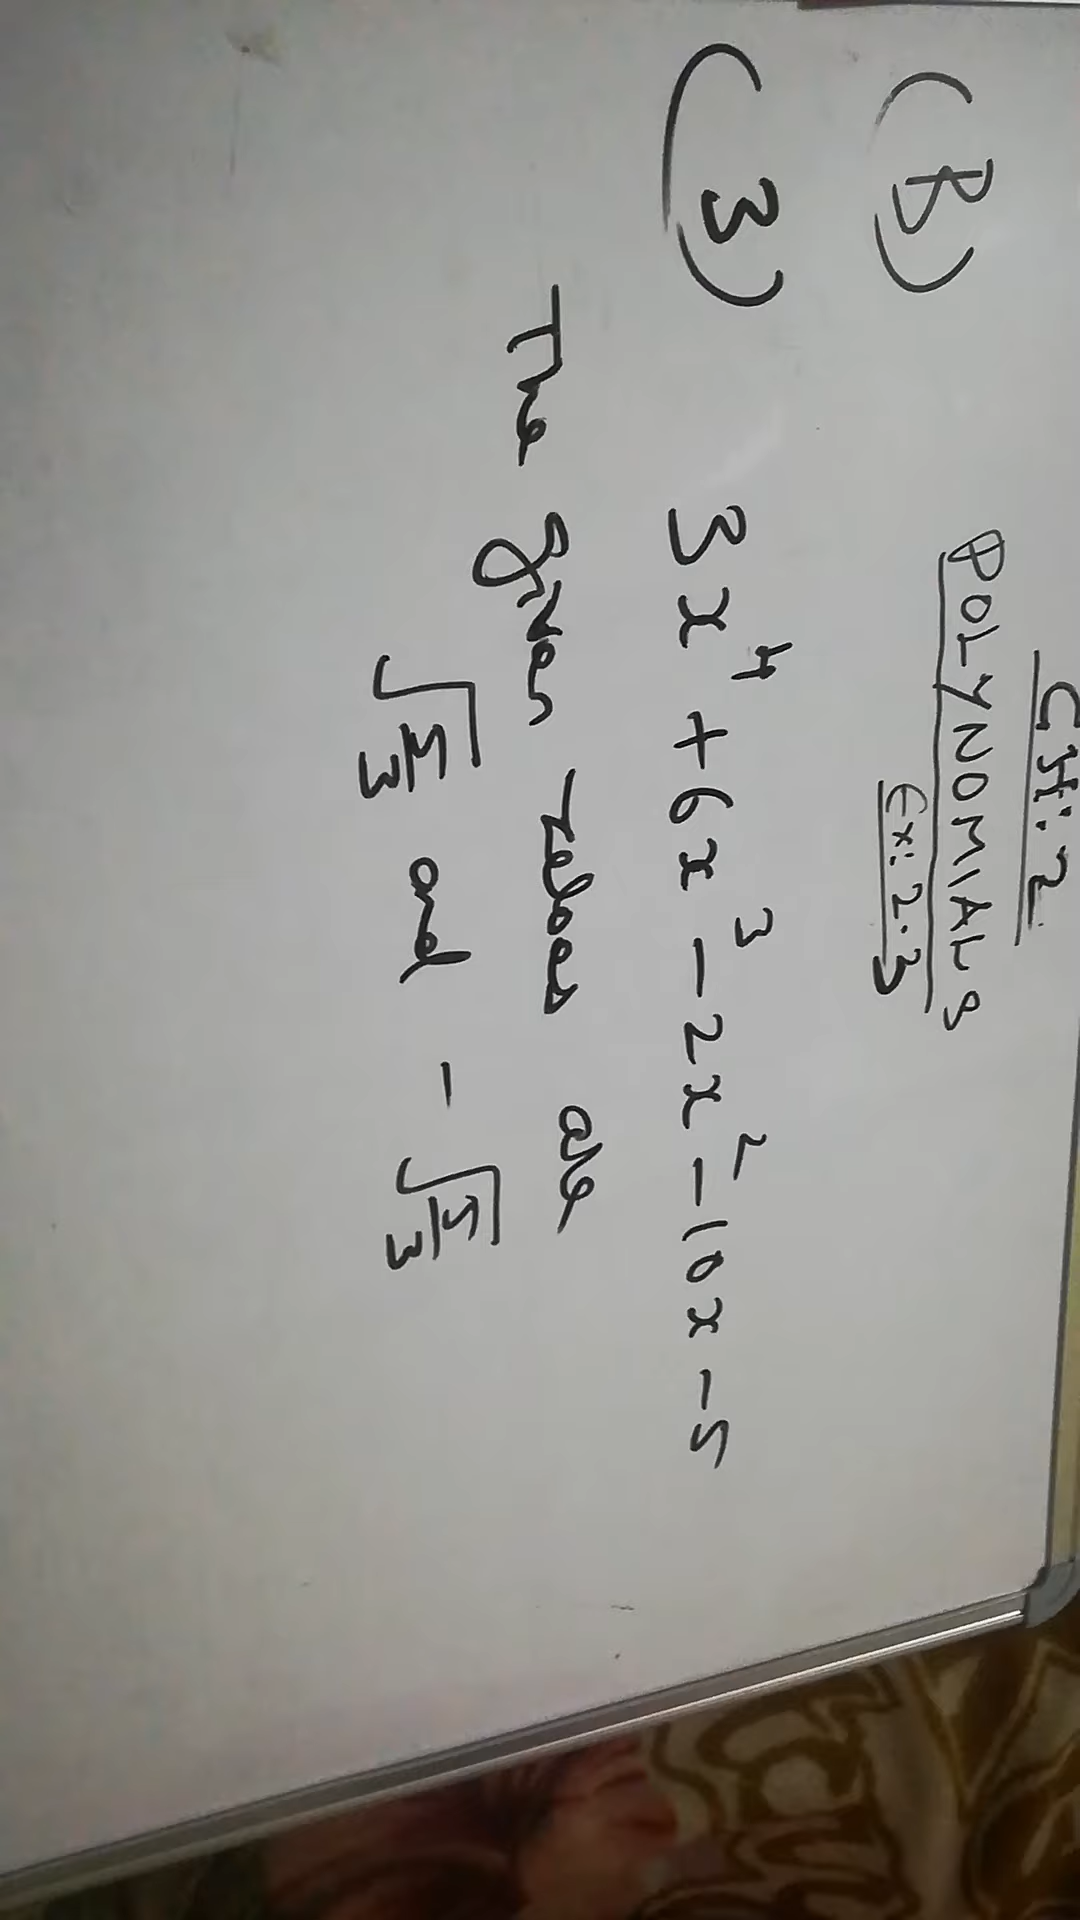 CH: 2
POLYNOMIALS
Ex: 2.3
(B)
(3) 3x⁴ + 6x³ - 2x² - 10x - 5
The given zeroes are
√5/3 and - √5/3